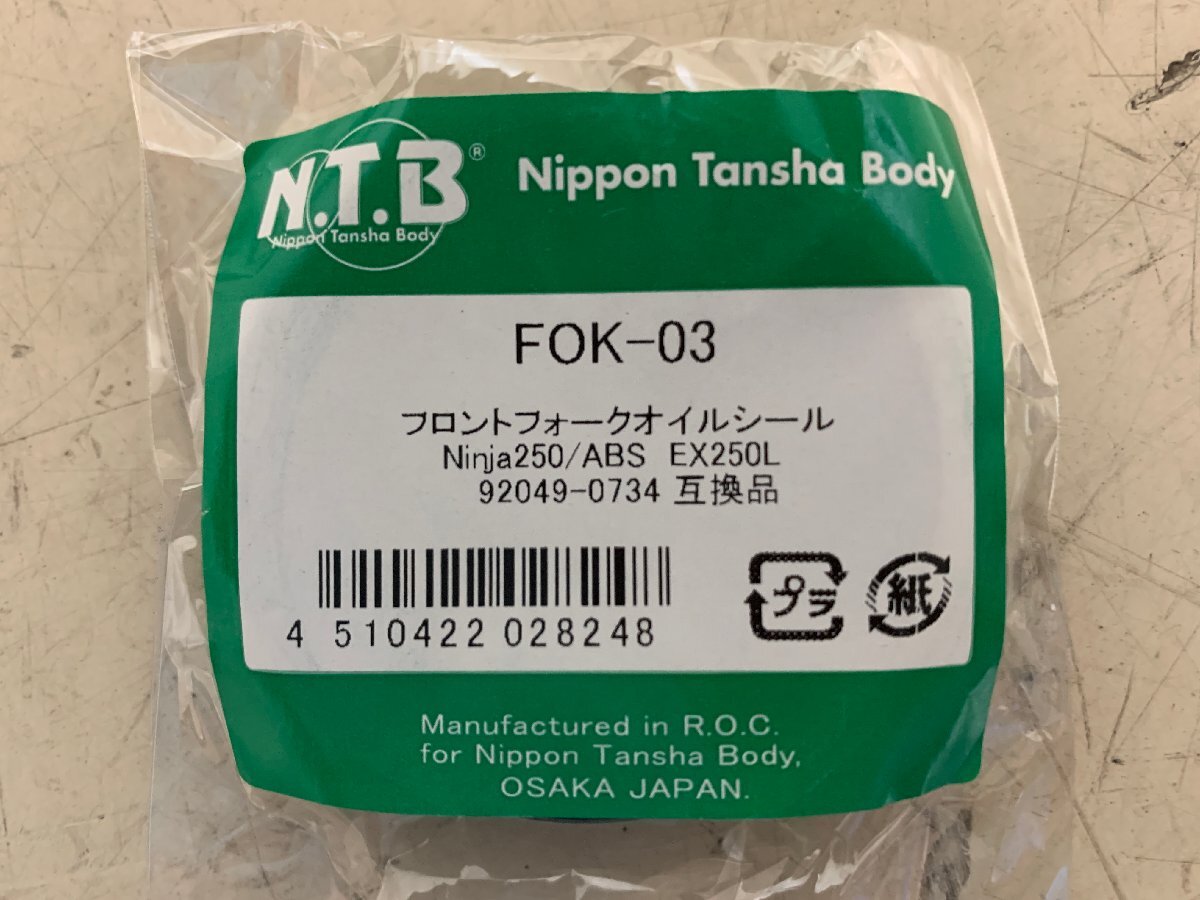 N.T.B®
Nippon Tansha Body
Nippon Tansha Body
FOK-03
フロントフォークオイルシール
Ninja250/ABS EX250L
92049-0734 互換品
4 510422 028248
プラ
紙
Manufactured in R.O.C.
for Nippon Tansha Body,
OSAKA JAPAN.